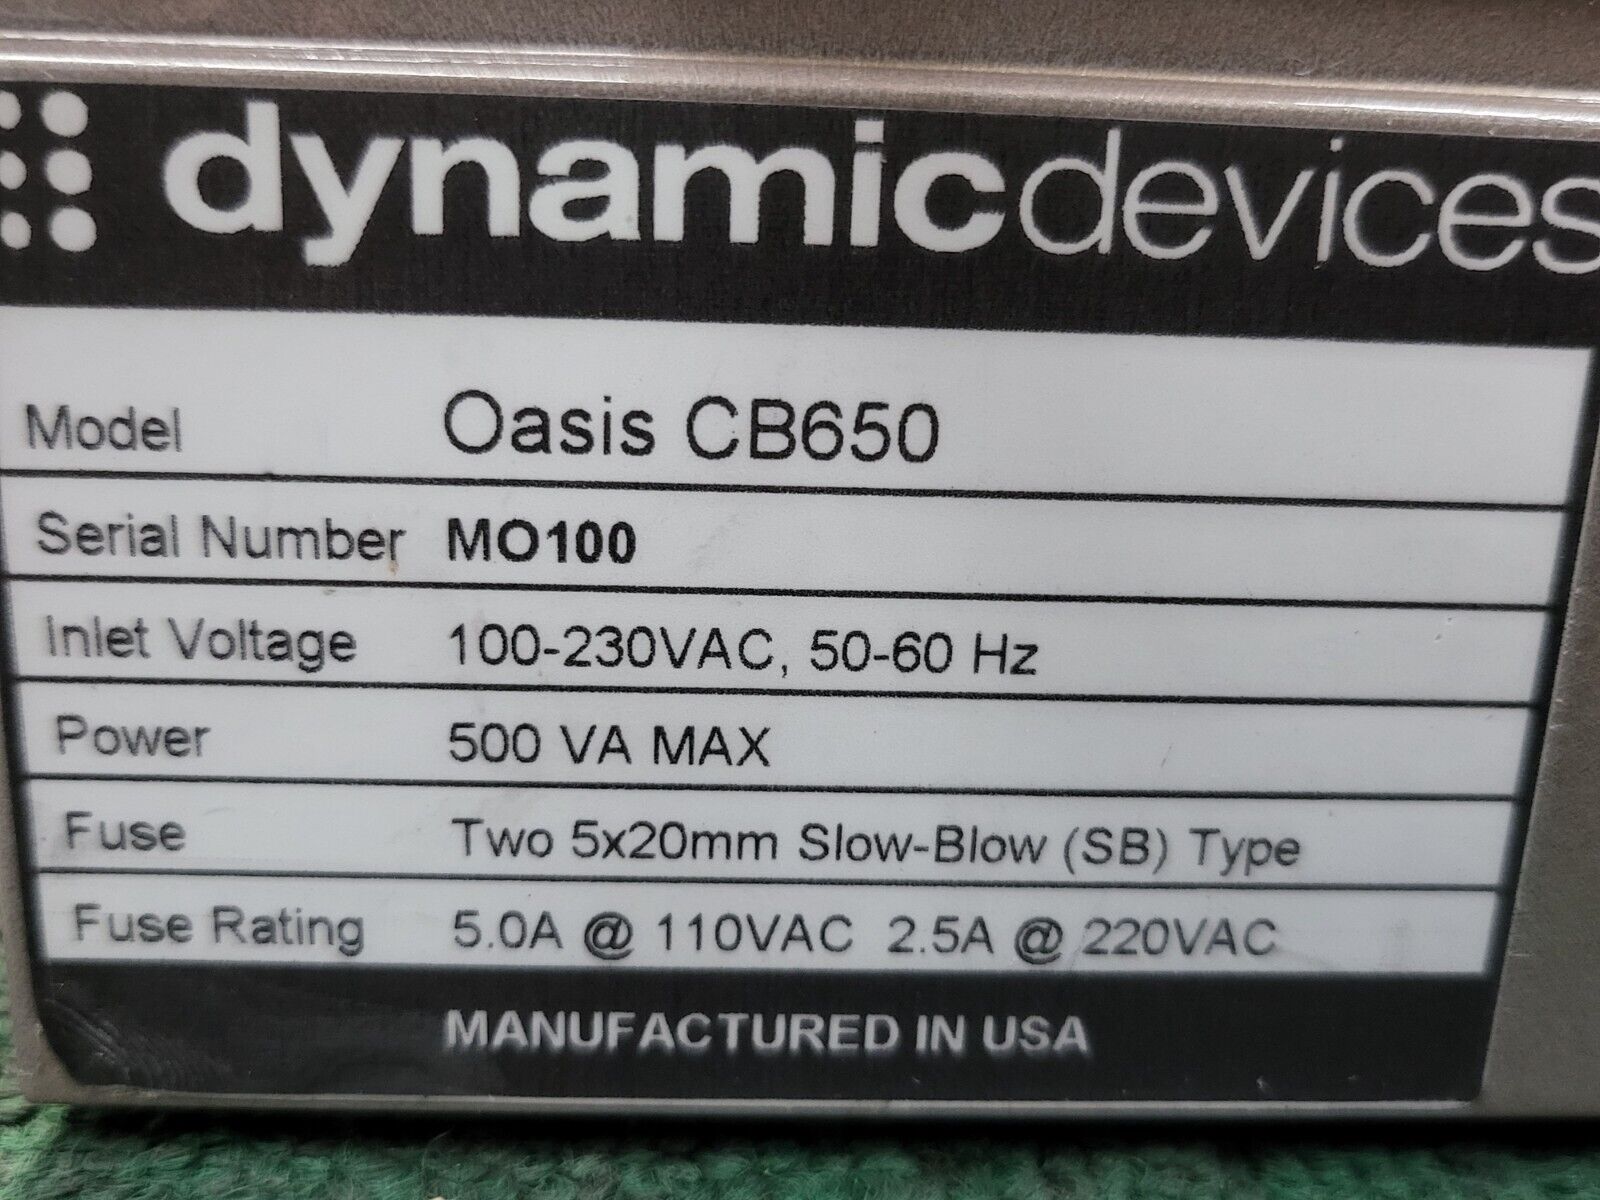 dynamicdevices
Model Oasis CB650
Serial Number MO100
Inlet Voltage 100-230VAC, 50-60 Hz
Power 500 VA MAX
Fuse Two 5x20mm Slow-Blow (SB) Type
Fuse Rating 5.0A @ 110VAC 2.5A @ 220VAC
MANUFACTURED IN USA